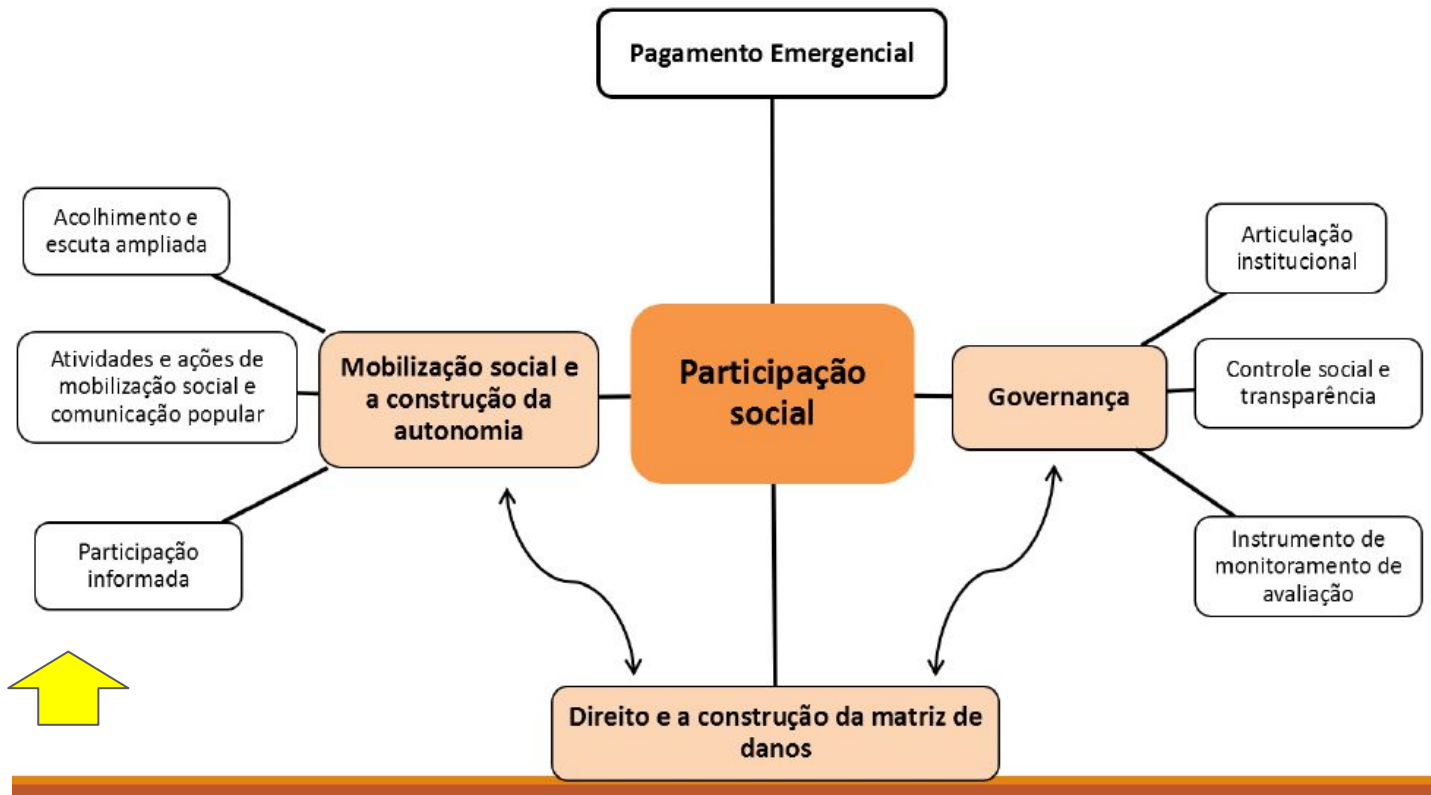 Pagamento Emergencial
Acolhimento e
escuta ampliada
Atividades e ações de
mobilização social e
comunicação popular
Participação
informada
Mobilização social e
a construção da
autonomia
Participação
social
Governança
Articulação
institucional
Controle social e
transparência
Instrumento de
monitoramento de
avaliação
Direito e a construção da matriz de
danos